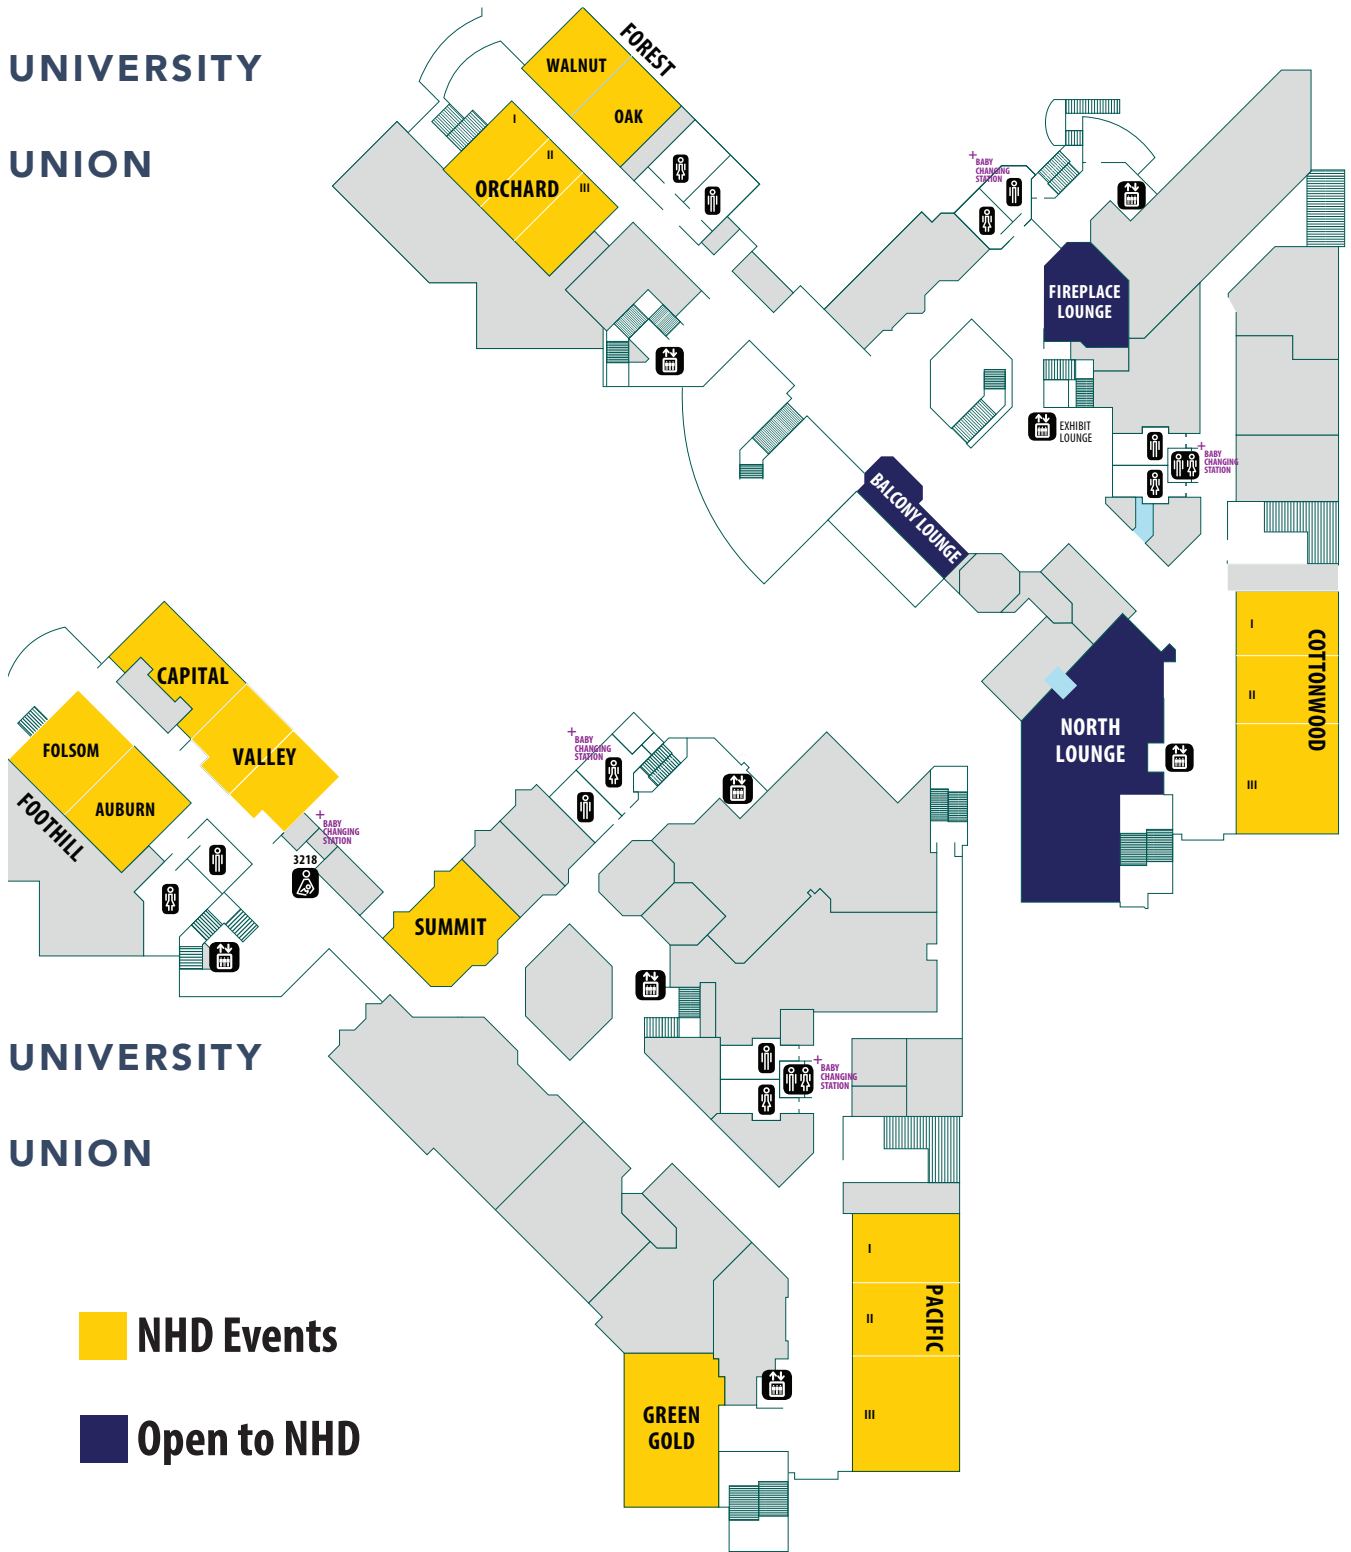 UNIVERSITY
UNION
FOREST
WALNUT
OAK
I
II
III
ORCHARD
+
BABY
CHANGING
STATION
FIREPLACE
LOUNGE
EXHIBIT
LOUNGE
+
BABY
CHANGING
STATION
BALCONY LOUNGE
NORTH
LOUNGE
I
II
III
COTTONWOOD
CAPITAL
VALLEY
FOLSOM
AUBURN
FOOTHILL
+
BABY
CHANGING
STATION
3218
SUMMIT
+
BABY
CHANGING
STATION
+
BABY
CHANGING
STATION
UNIVERSITY
UNION
I
II
III
PACIFIC
GREEN
GOLD
NHD Events
Open to NHD